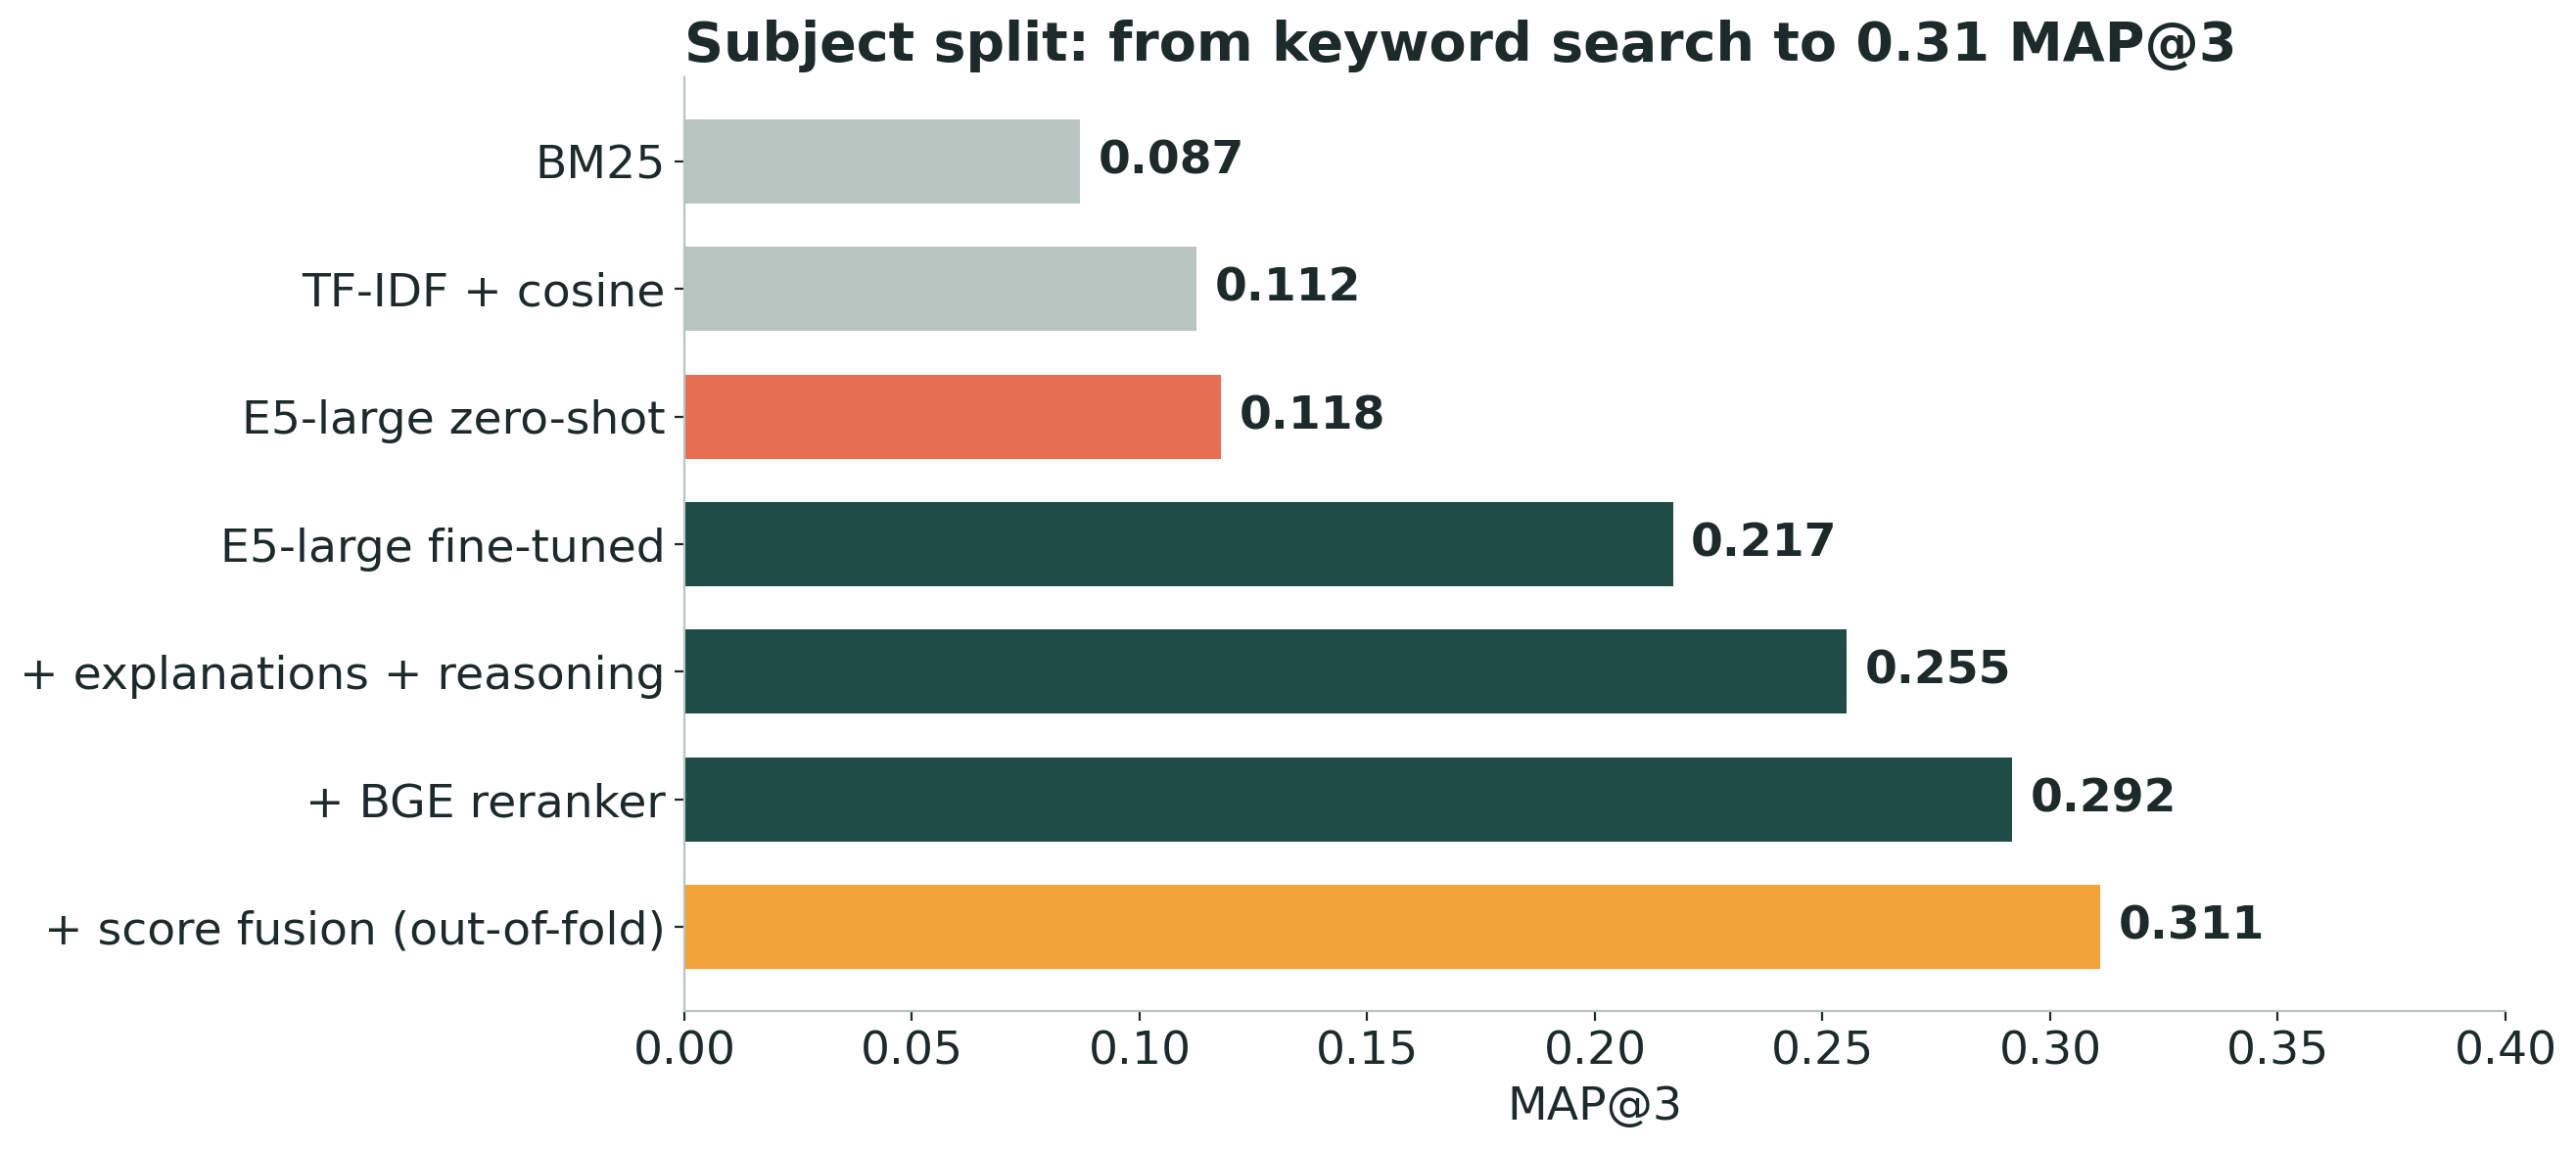 Subject split: from keyword search to 0.31 MAP@3
BM25 0.087
TF-IDF + cosine 0.112
E5-large zero-shot 0.118
E5-large fine-tuned 0.217
+ explanations + reasoning 0.255
+ BGE reranker 0.292
+ score fusion (out-of-fold) 0.311
0.00 0.05 0.10 0.15 0.20 0.25 0.30 0.35 0.40
MAP@3